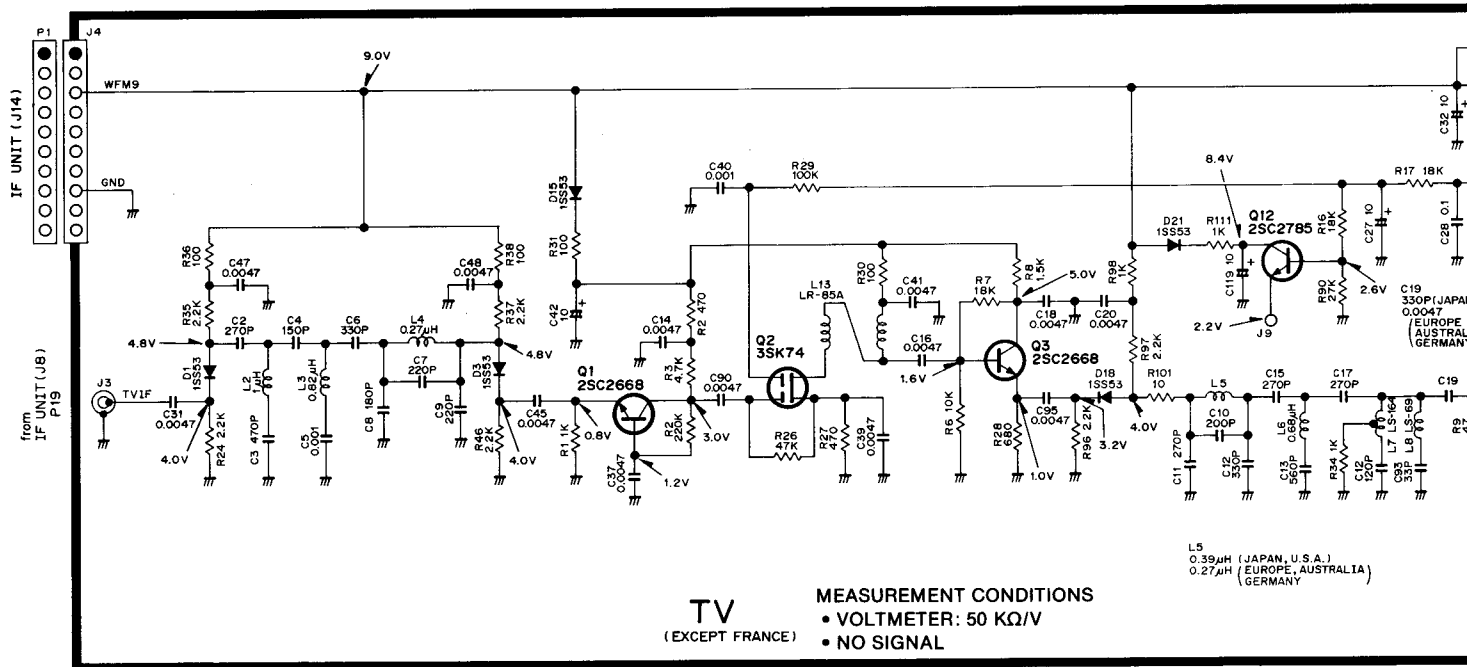 P1
J4
IF UNIT (J14)
WFM9
GND
9.0V
from
IF UNIT (J8)
P19
J3
TVIF
C31
0.0047
R36
100
C47
0.0047
R35
2.2K
4.8V
D1
1SS53
4.0V
R24 2.2K
C2
270P
C4
150P
C6
330P
L4
0.27µH
L2
1µH
C3 470P
L3
0.82µH
C5
0.001
C8 180P
C7
220P
C9
220P
C48
0.0047
R38
100
R37
2.2K
4.8V
D3
1SS53
R46
2.2K
4.0V
C45
0.0047
R1 1K
0.8V
Q1
2SC2668
C37
0.0047
1.2V
D15
1SS53
R31
100
C42
10
C14
0.0047
R2 470
R3
4.7K
R2
220K
3.0V
C90
0.0047
C40
0.001
R29
100K
Q2
3SK74
R26
47K
R27
470
C39
0.0047
L13
LR-85A
R30
100
C41
0.0047
C16
0.0047
1.6V
R6 10K
R7
18K
R8
1.5K
5.0V
C18
0.0047
C20
0.0047
Q3
2SC2668
R28
680
1.0V
C95
0.0047
R96 2.2K
D18
1SS53
3.2V
4.0V
R98
1K
R97
2.2K
D21
1SS53
R111
1K
8.4V
C119 10
Q12
2SC2785
2.2V
J9
R16
18K
R90
27K
2.6V
C27 10
R17 18K
C28 0.1
C32 10
C19
330P (JAPA
0.0047
(EUROPE
AUSTRAL
GERMANY
R101
10
C11 270P
L5
C10
200P
C12
330P
C15
270P
L6
0.68µH
C13
560P
C17
270P
R34 1K
L7 LS-164
C12
120P
L8 LS-69
C93
33P
C19
R9
L5
0.39µH (JAPAN, U.S.A.)
0.27µH (EUROPE, AUSTRALIA)
(GERMANY
TV
(EXCEPT FRANCE)
MEASUREMENT CONDITIONS
• VOLTMETER: 50 KΩ/V
• NO SIGNAL